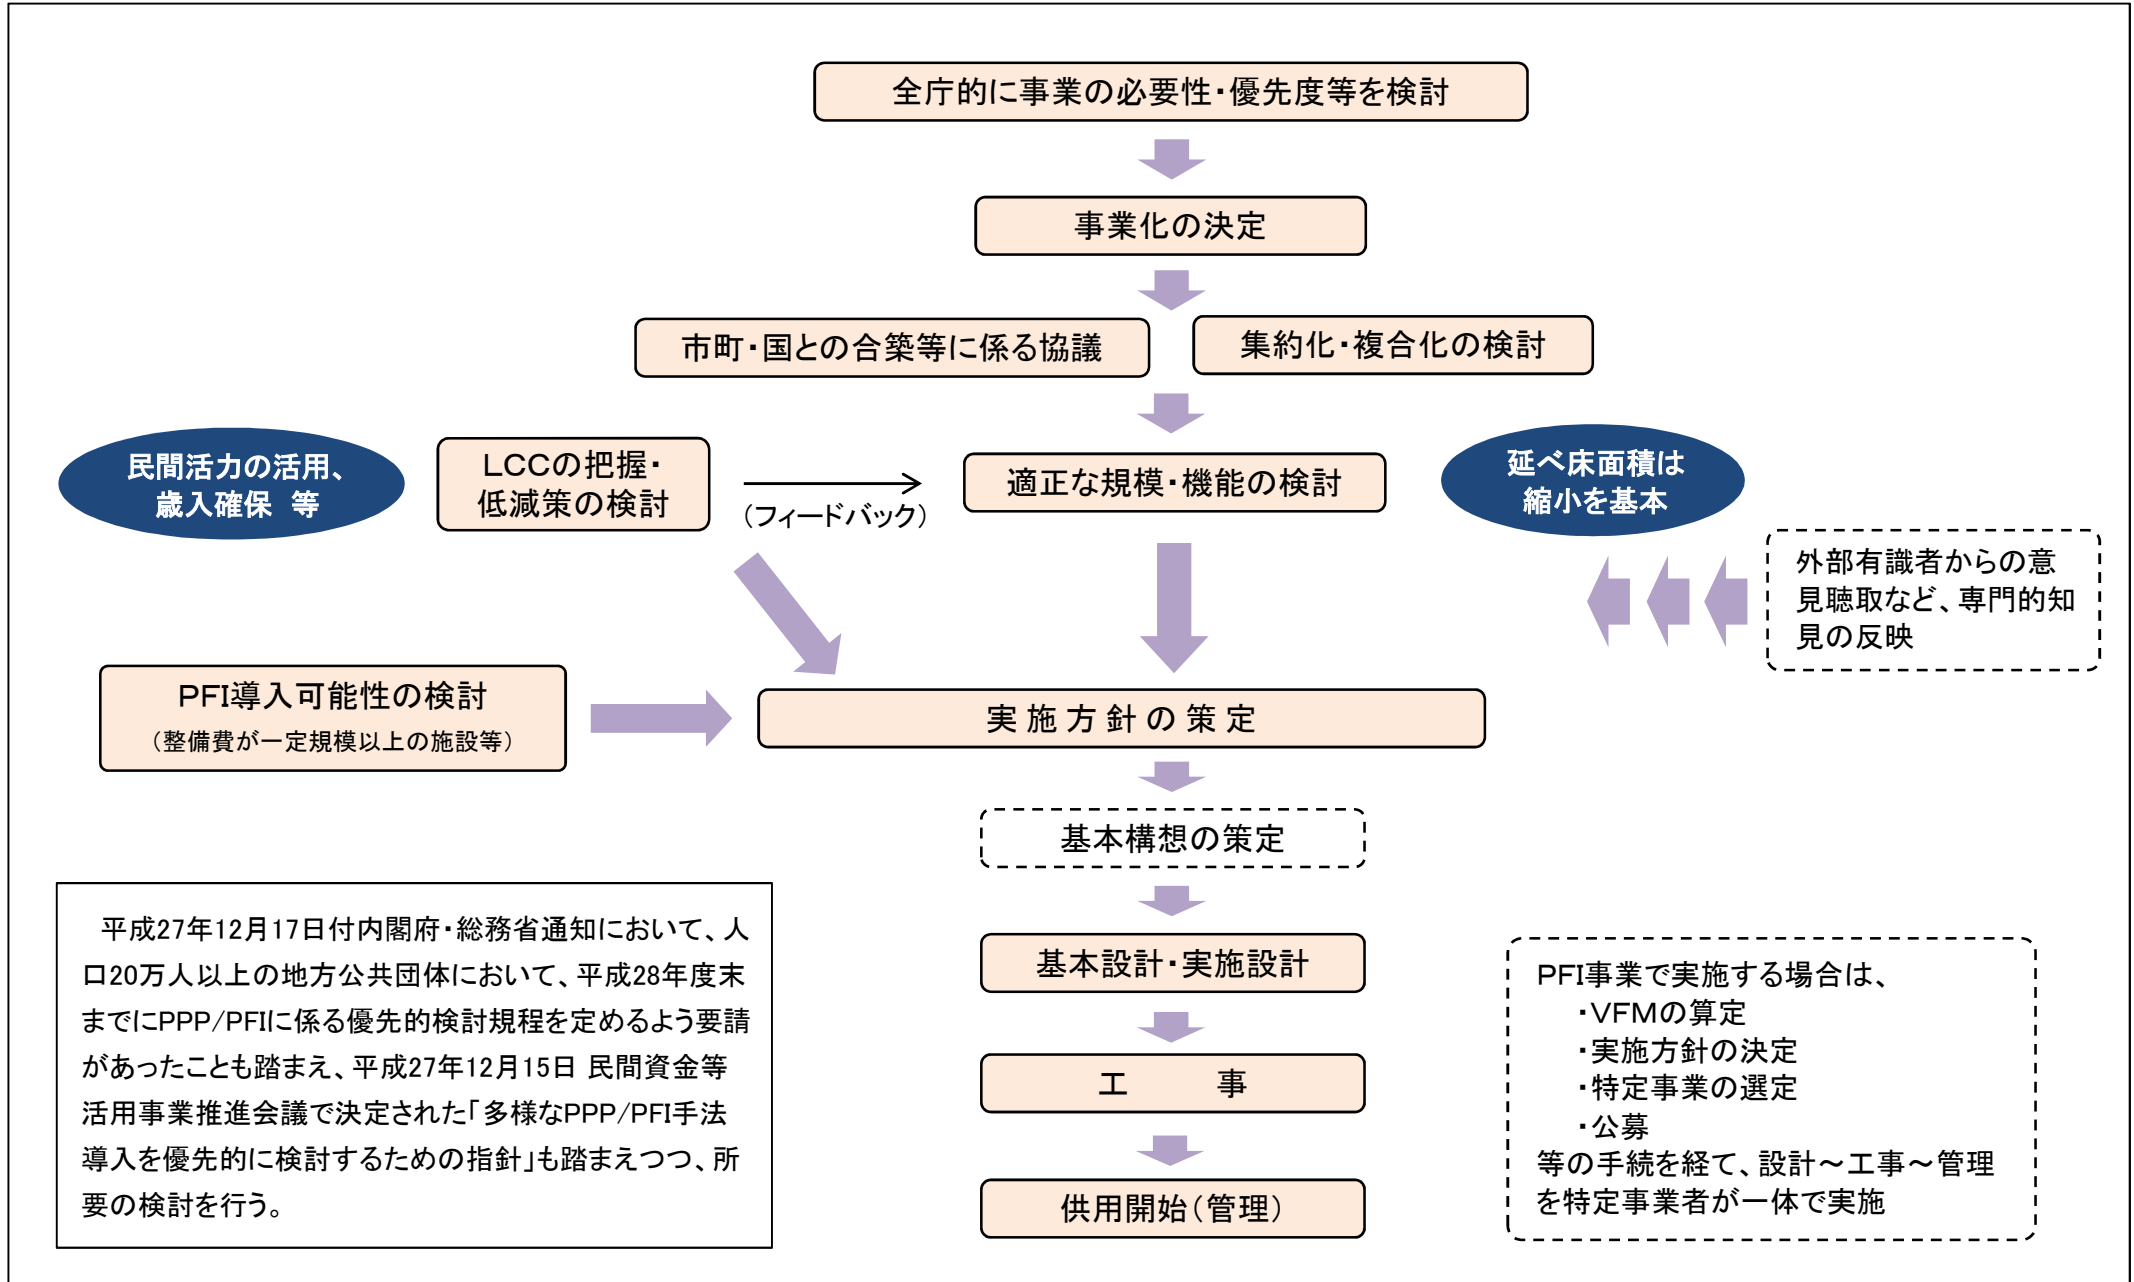 全庁的に事業の必要性・優先度等を検討
事業化の決定
市町・国との合築等に係る協議
集約化・複合化の検討
民間活力の活用、
歳入確保 等
LCCの把握・
低減策の検討
(フィードバック)
適正な規模・機能の検討
延べ床面積は
縮小を基本
外部有識者からの意
見聴取など、専門的知
見の反映
PFI導入可能性の検討
(整備費が一定規模以上の施設等)
実施方針の策定
基本構想の策定
平成27年12月17日付内閣府・総務省通知において、人
口20万人以上の地方公共団体において、平成28年度末
までにPPP/PFIに係る優先的検討規程を定めるよう要請
があったことも踏まえ、平成27年12月15日 民間資金等
活用事業推進会議で決定された「多様なPPP/PFI手法
導入を優先的に検討するための指針」も踏まえつつ、所
要の検討を行う。
基本設計・実施設計
工 事
供用開始(管理)
PFI事業で実施する場合は、
・VFMの算定
・実施方針の決定
・特定事業の選定
・公募
等の手続を経て、設計～工事～管理
を特定事業者が一体で実施